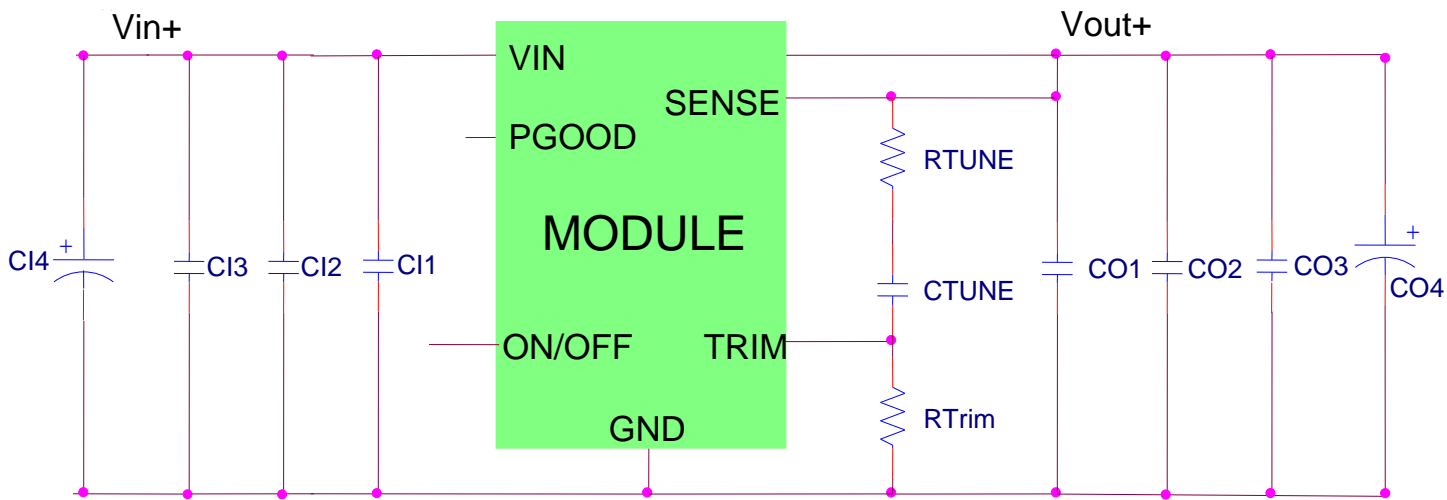 Vin+
Vout+
VIN
SENSE
PGOOD
RTUNE
MODULE
CI4
+
CI3
CI2
CI1
CTUNE
CO1
CO2
CO3
+
CO4
ON/OFF
TRIM
RTrim
GND